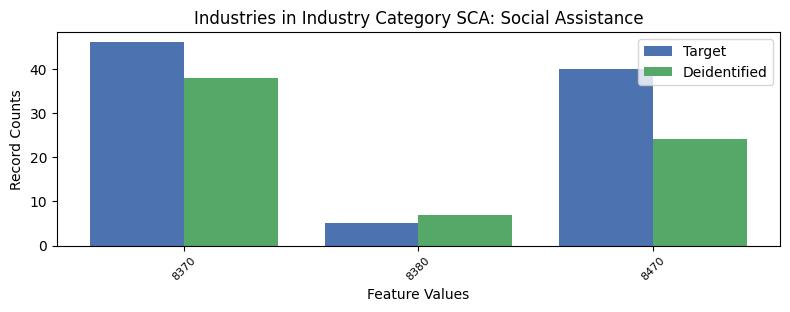 Industries in Industry Category SCA: Social Assistance
Target
Deidentified
Record Counts
40
30
20
10
0
8370
8380
8470
Feature Values